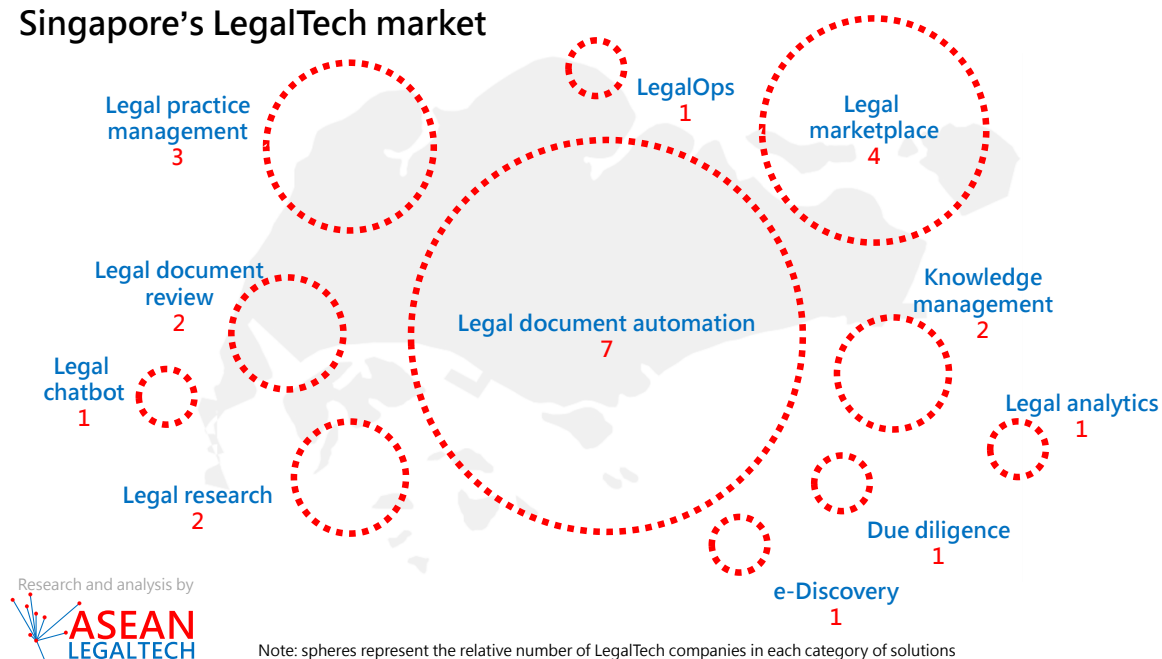 Singapore's LegalTech market
Legal practice
management
3
LegalOps
1
Legal
marketplace
4
Legal document
review
2
Legal document automation
7
Knowledge
management
2
Legal
chatbot
1
Legal analytics
1
Legal research
2
Due diligence
1
e-Discovery
1
Research and analysis by
ASEAN
LEGALTECH
Note: spheres represent the relative number of LegalTech companies in each category of solutions